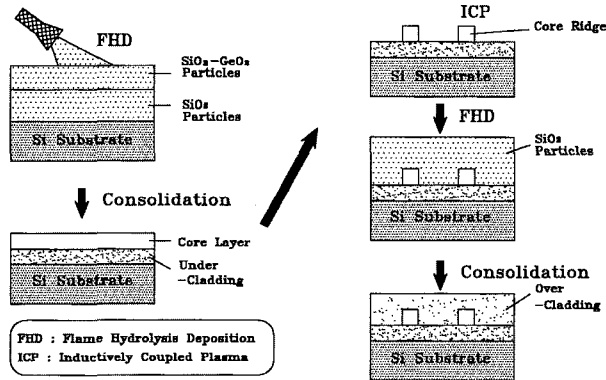 FHD
SiO₂-GeO₂
Particles
SiO₂
Particles
Si Substrate
Consolidation
Core Layer
Under
-Cladding
Si Substrate
FHD : Flame Hydrolysis Deposition
ICP : Inductively Coupled Plasma
ICP
Core Ridge
Si Substrate
FHD
SiO₂
Particles
Si Substrate
Consolidation
Over
-Cladding
Si Substrate